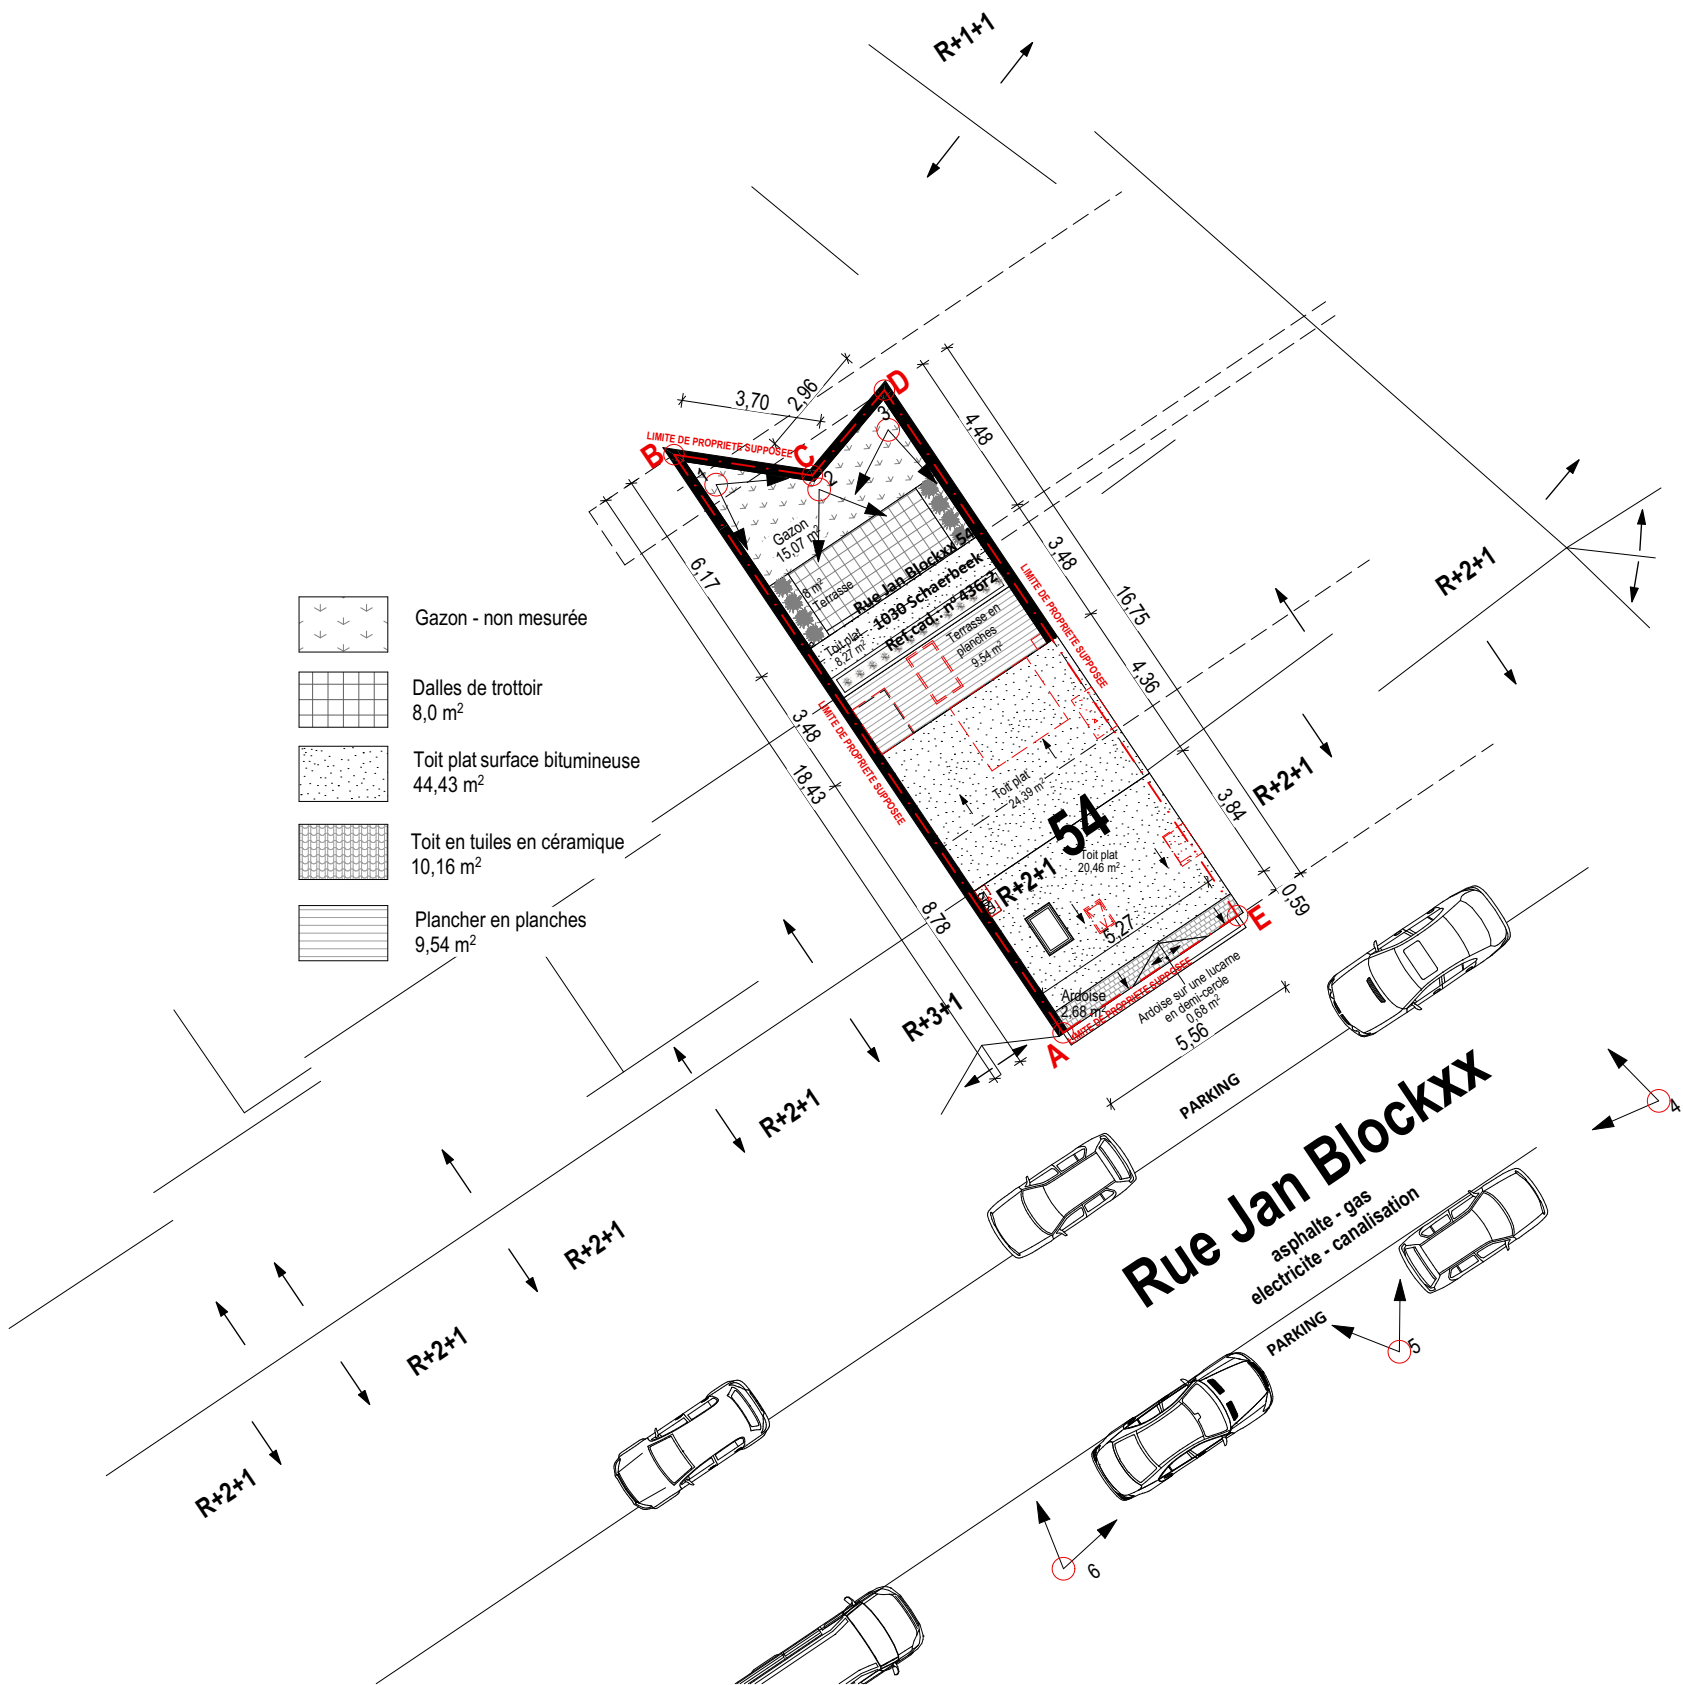 R+1+1
D
3,70
2,96
B
LIMITE DE PROPRIETE SUPPOSEE
C
3
1
2
4,48
3,48
16,75
4,36
3,84
0,59
R+2+1
R+2+1
6,17
3,48
18,43
8,78
Gazon
15,07 m²
8 m²
Terrasse
Rue Jan Blockxx 54
1030 Schaerbeek
Ref.cad.: nº 436r2
Toit plat
8,27 m²
Terrasse en
planches
9,54 m²
LIMITE DE PROPRIETE SUPPOSEE
LIMITE DE PROPRIETE SUPPOSEE
Toit plat
24,39 m²
54
R+2+1
Toit plat
20,46 m²
5,27
E
Ardoise
2,68 m²
LIMITE DE PROPRIETE SUPPOSEE
Ardoise sur une lucarne
en demi-cercle
0,68 m²
A
5,56
Gazon - non mesurée
Dalles de trottoir
8,0 m²
Toit plat surface bitumineuse
44,43 m²
Toit en tuiles en céramique
10,16 m²
Plancher en planches
9,54 m²
R+3+1
R+2+1
R+2+1
R+2+1
R+2+1
PARKING
Rue Jan Blockxx
asphalte - gas
electricite - canalisation
PARKING
4
5
6